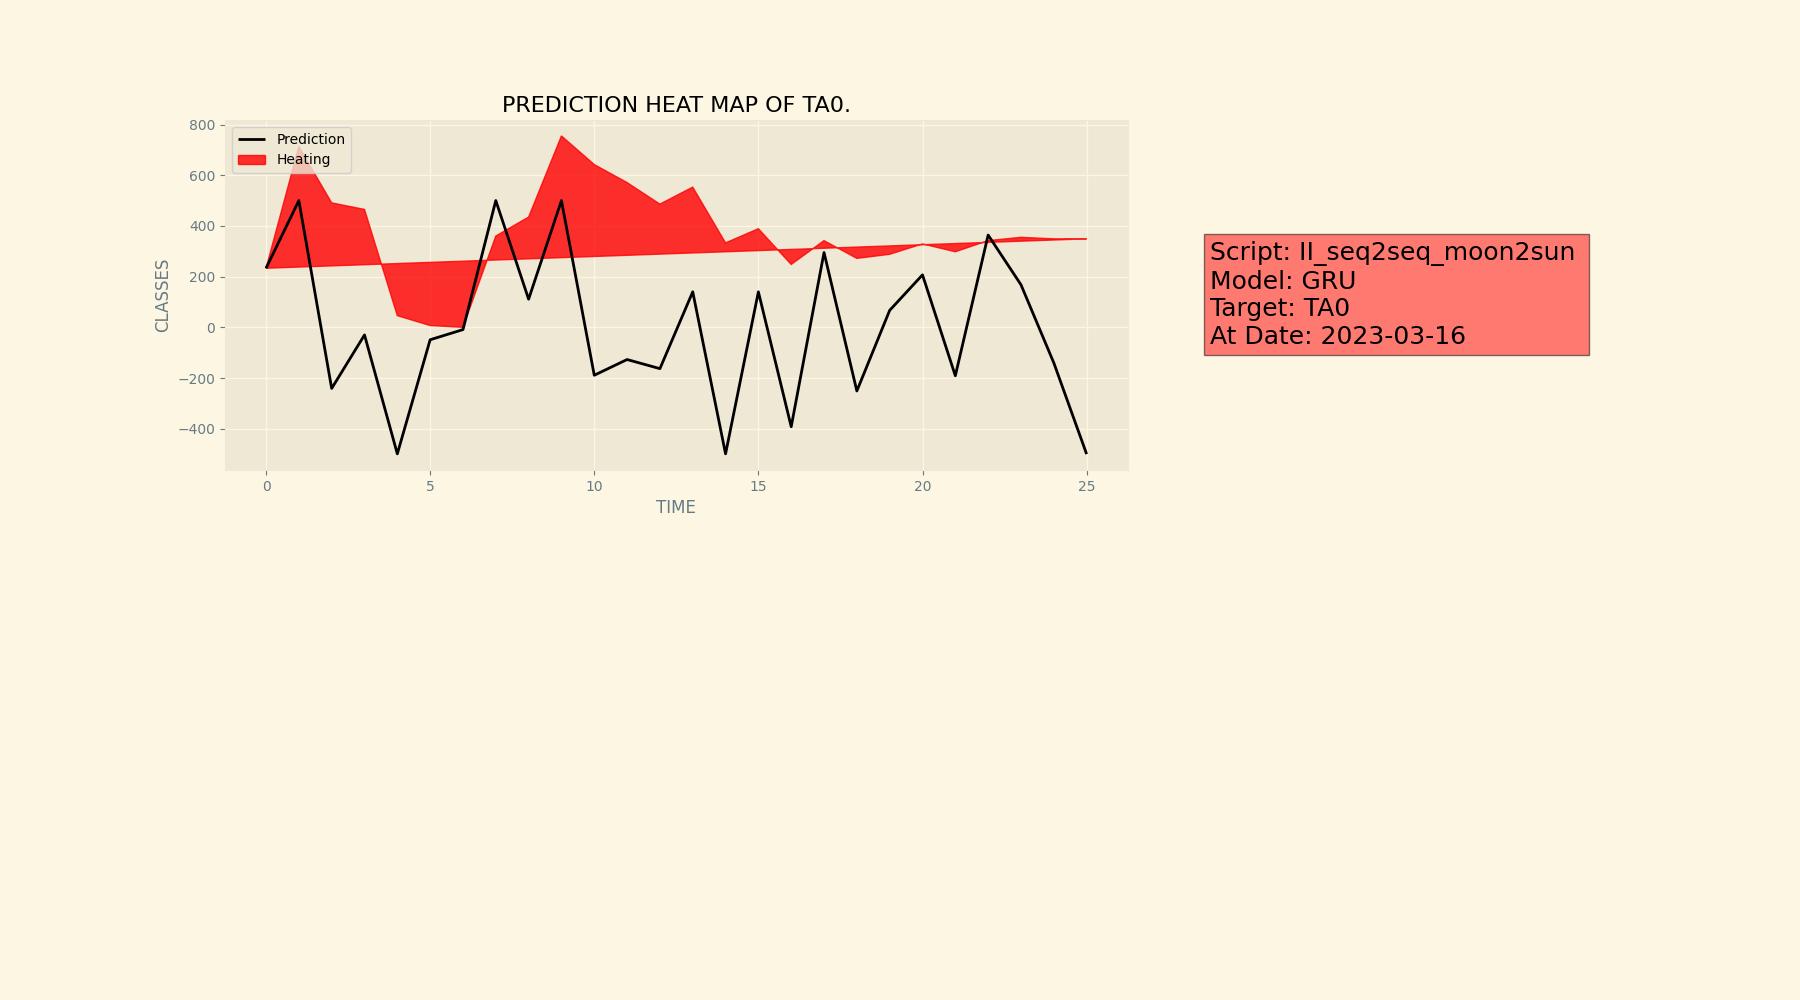 PREDICTION HEAT MAP OF TA0.
800
600
400
200
0
−200
−400
CLASSES
Prediction
Heating
0 5 10 15 20 25
TIME
Script: II_seq2seq_moon2sun
Model: GRU
Target: TA0
At Date: 2023-03-16